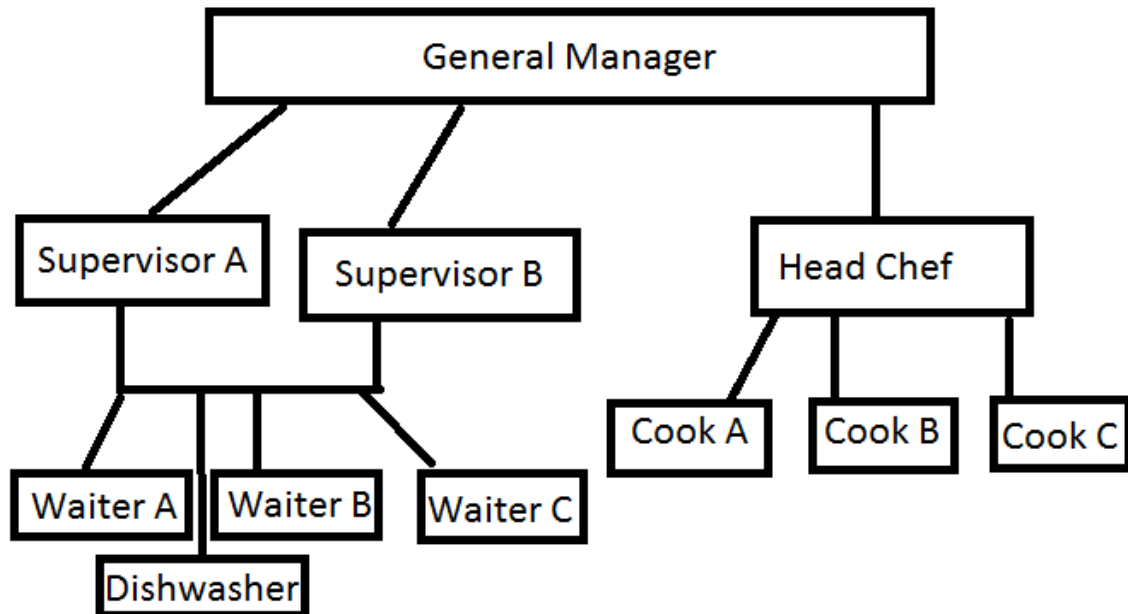 General Manager
Supervisor A
Supervisor B
Head Chef
Cook A
Cook B
Cook C
Waiter A
Waiter B
Waiter C
Dishwasher